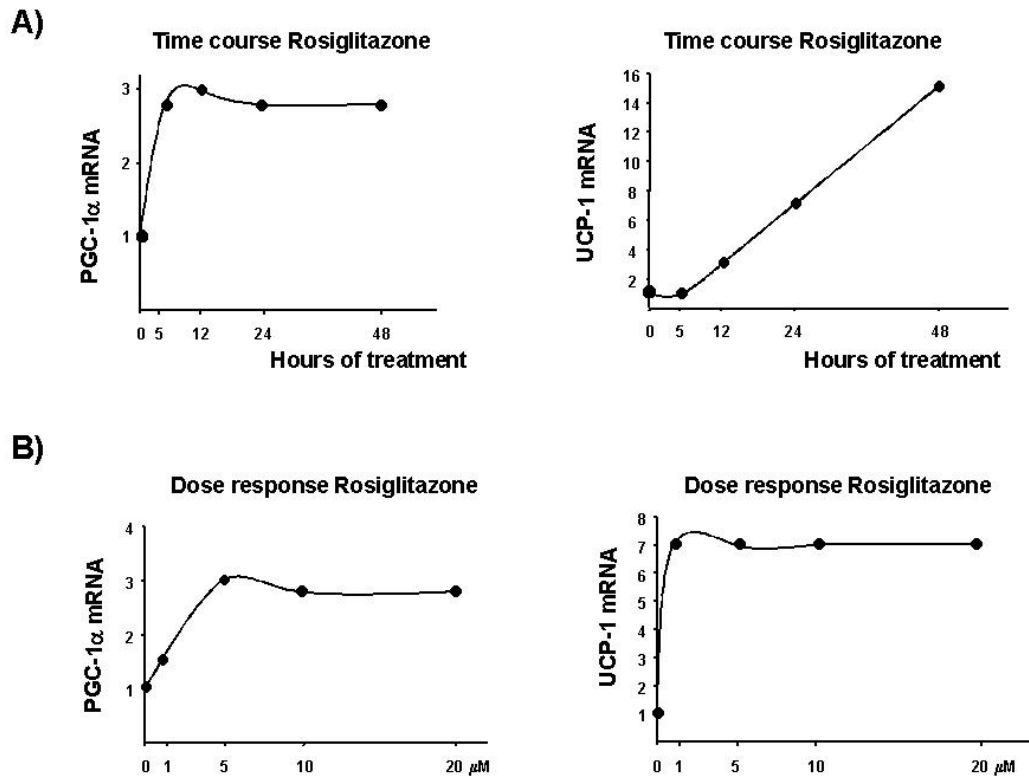 A)
Time course Rosiglitazone
3
2
1
PGC-1α mRNA
0 5 12 24 48
Hours of treatment
Time course Rosiglitazone
16
14
12
10
8
6
4
2
UCP-1 mRNA
0 5 12 24 48
Hours of treatment
B)
Dose response Rosiglitazone
4
3
2
1
PGC-1α mRNA
0 1 5 10 20 μM
Dose response Rosiglitazone
8
7
6
5
4
3
2
1
UCP-1 mRNA
0 1 5 10 20 μM